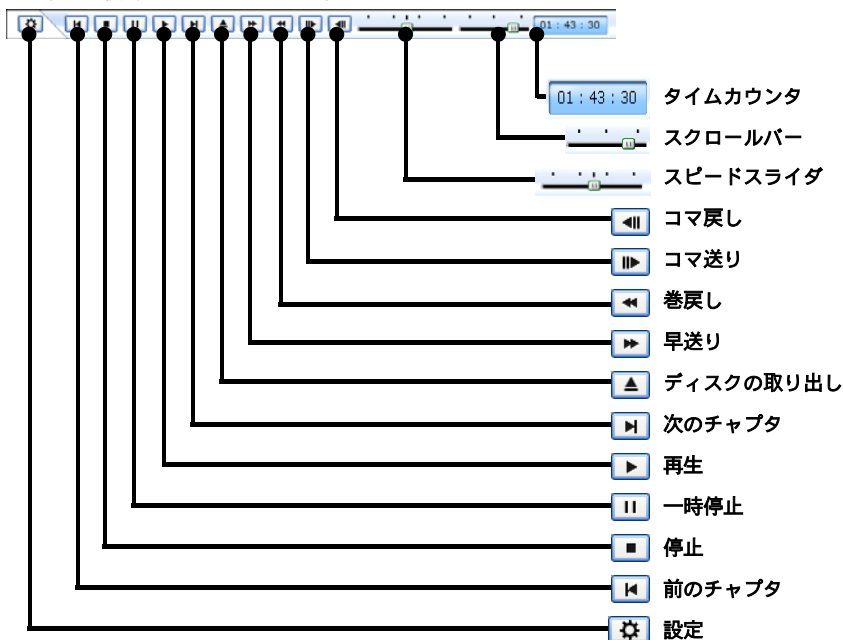 01 : 43 : 30
01 : 43 : 30 タイムカウンタ
スクロールバー
スピードスライダ
コマ戻し
コマ送り
巻戻し
早送り
ディスクの取り出し
次のチャプタ
再生
一時停止
停止
前のチャプタ
設定